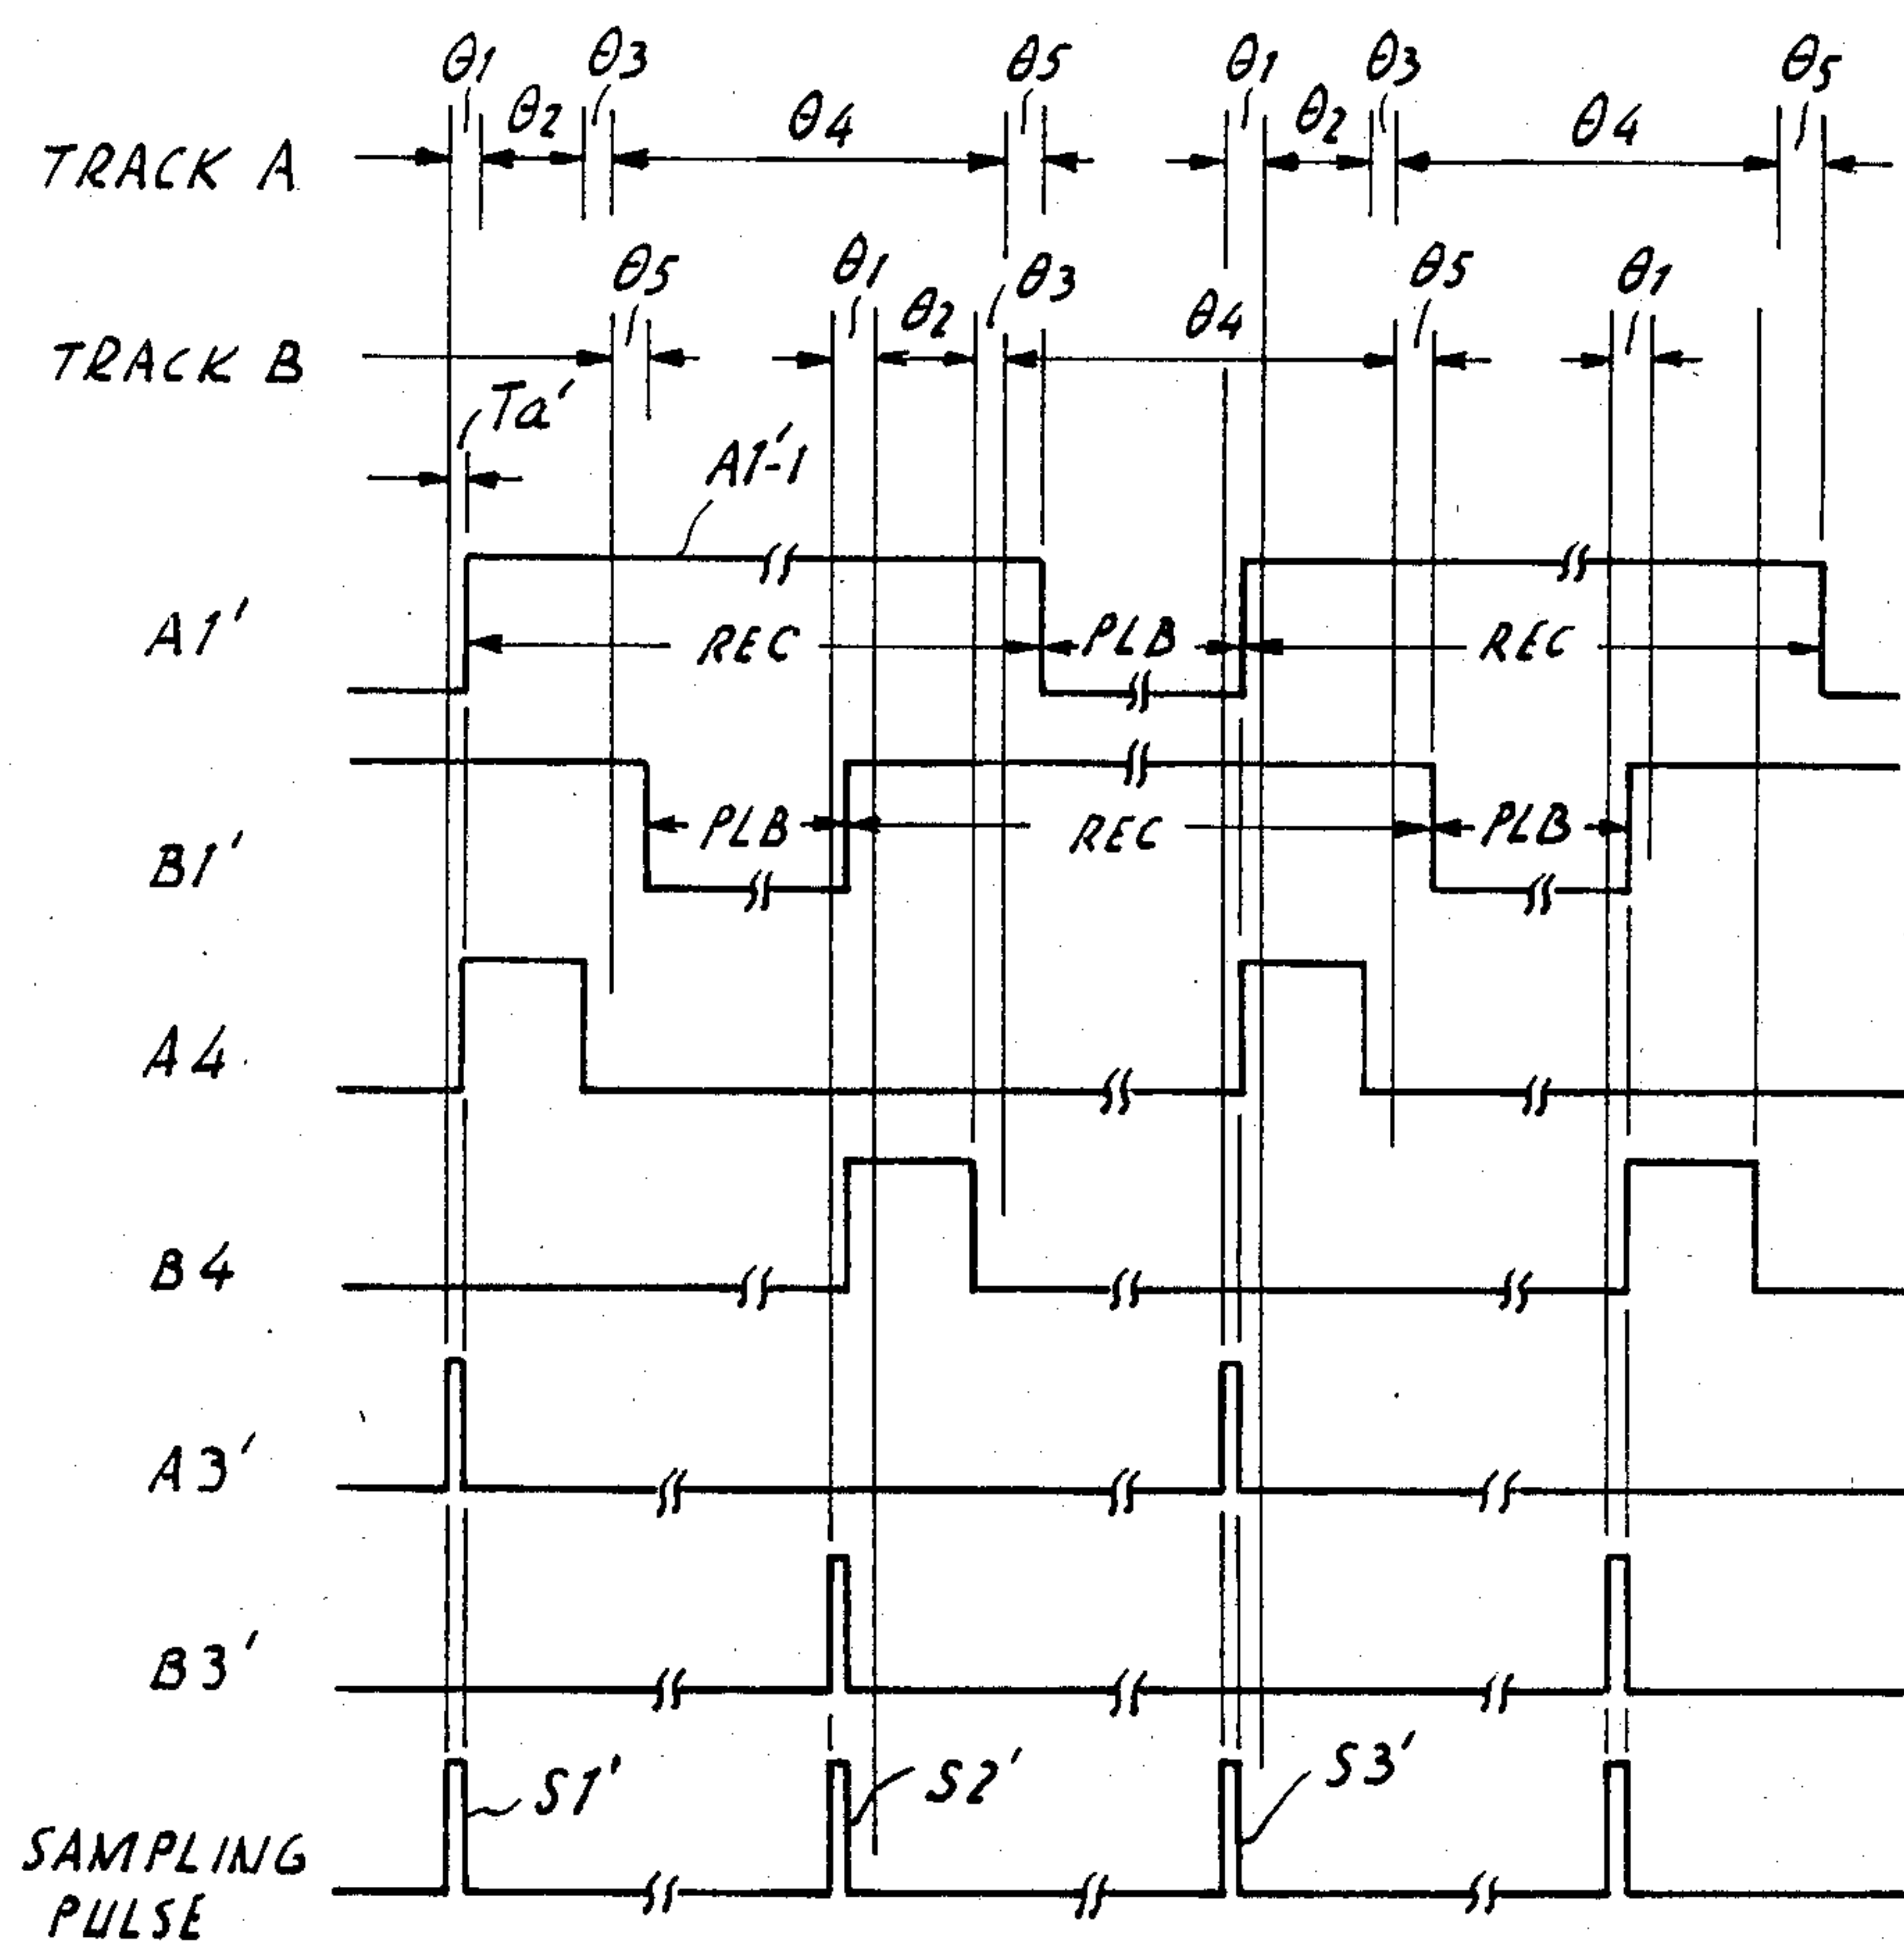 θ1 θ3 θ5 θ1 θ3 θ5
θ2 θ4 θ2 θ4
TRACK A
θ5 θ1 θ3 θ5 θ1
θ2 θ4
TRACK B
Ta'
A1'-1
A1' REC PLB REC
B1' PLB REC PLB
A4
B4
A3'
B3'
S1' S2' S3'
SAMPLING
PULSE